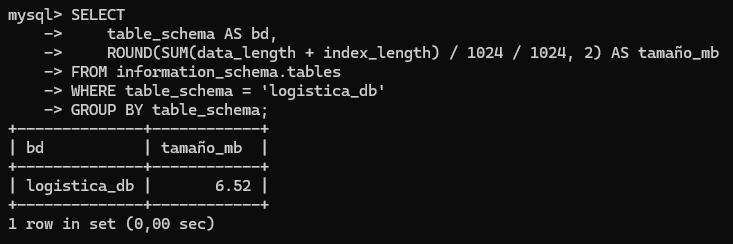 mysql> SELECT
    ->     table_schema AS bd,
    ->     ROUND(SUM(data_length + index_length) / 1024 / 1024, 2) AS tamaño_mb
    -> FROM information_schema.tables
    -> WHERE table_schema = 'logistica_db'
    -> GROUP BY table_schema;
+--------------+------------+
| bd           | tamaño_mb  |
+--------------+------------+
| logistica_db |       6.52 |
+--------------+------------+
1 row in set (0,00 sec)